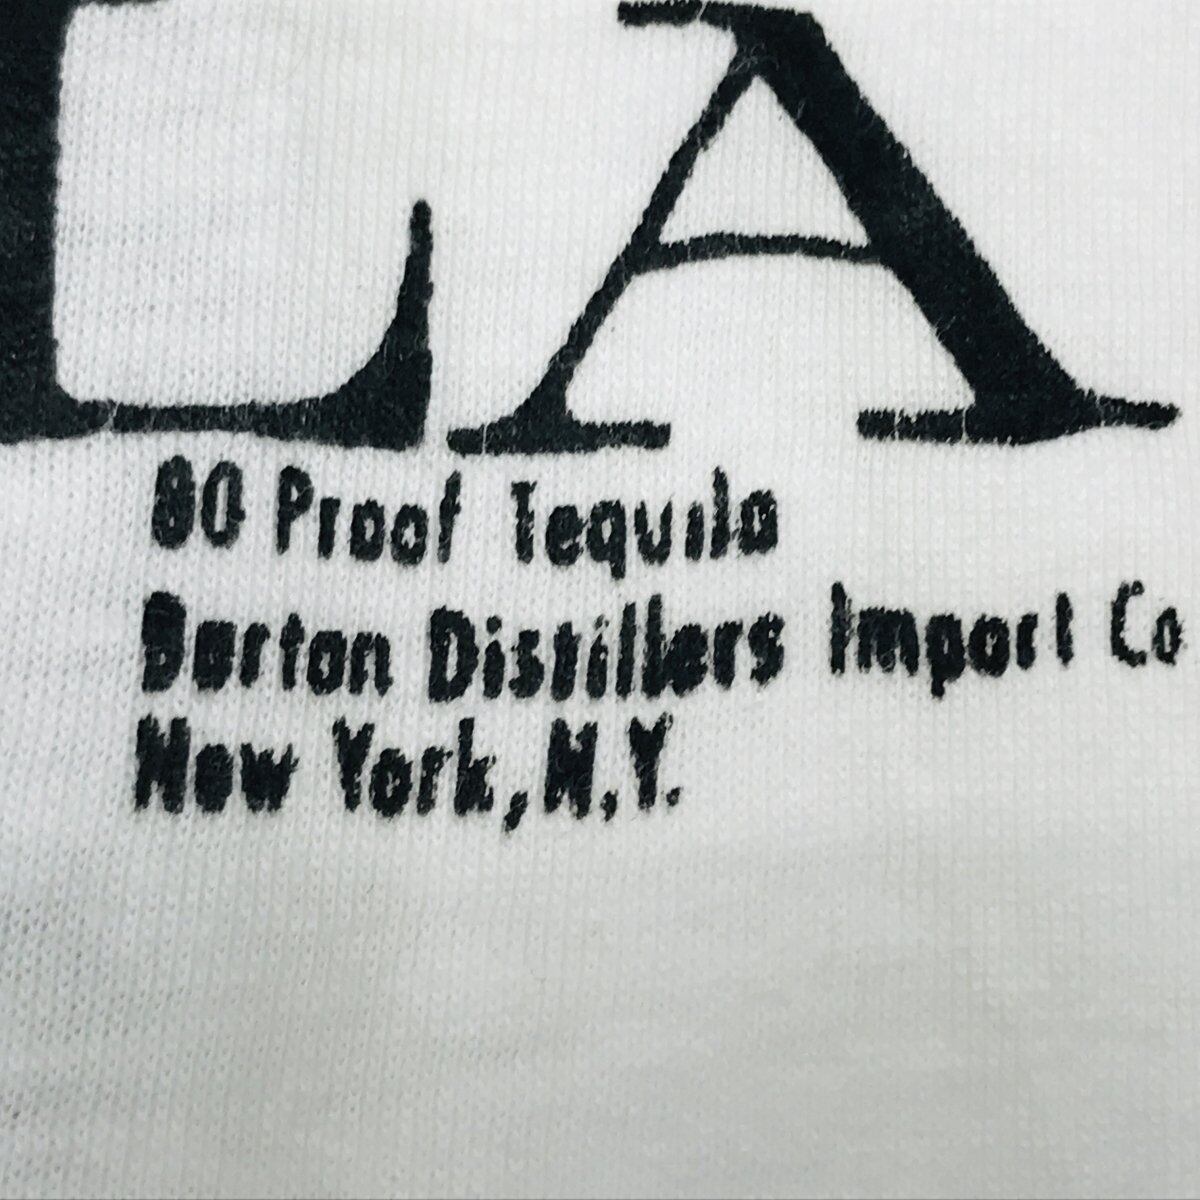 LA
80 Proof Tequila
Barton Distillers Import Co
New York, N.Y.